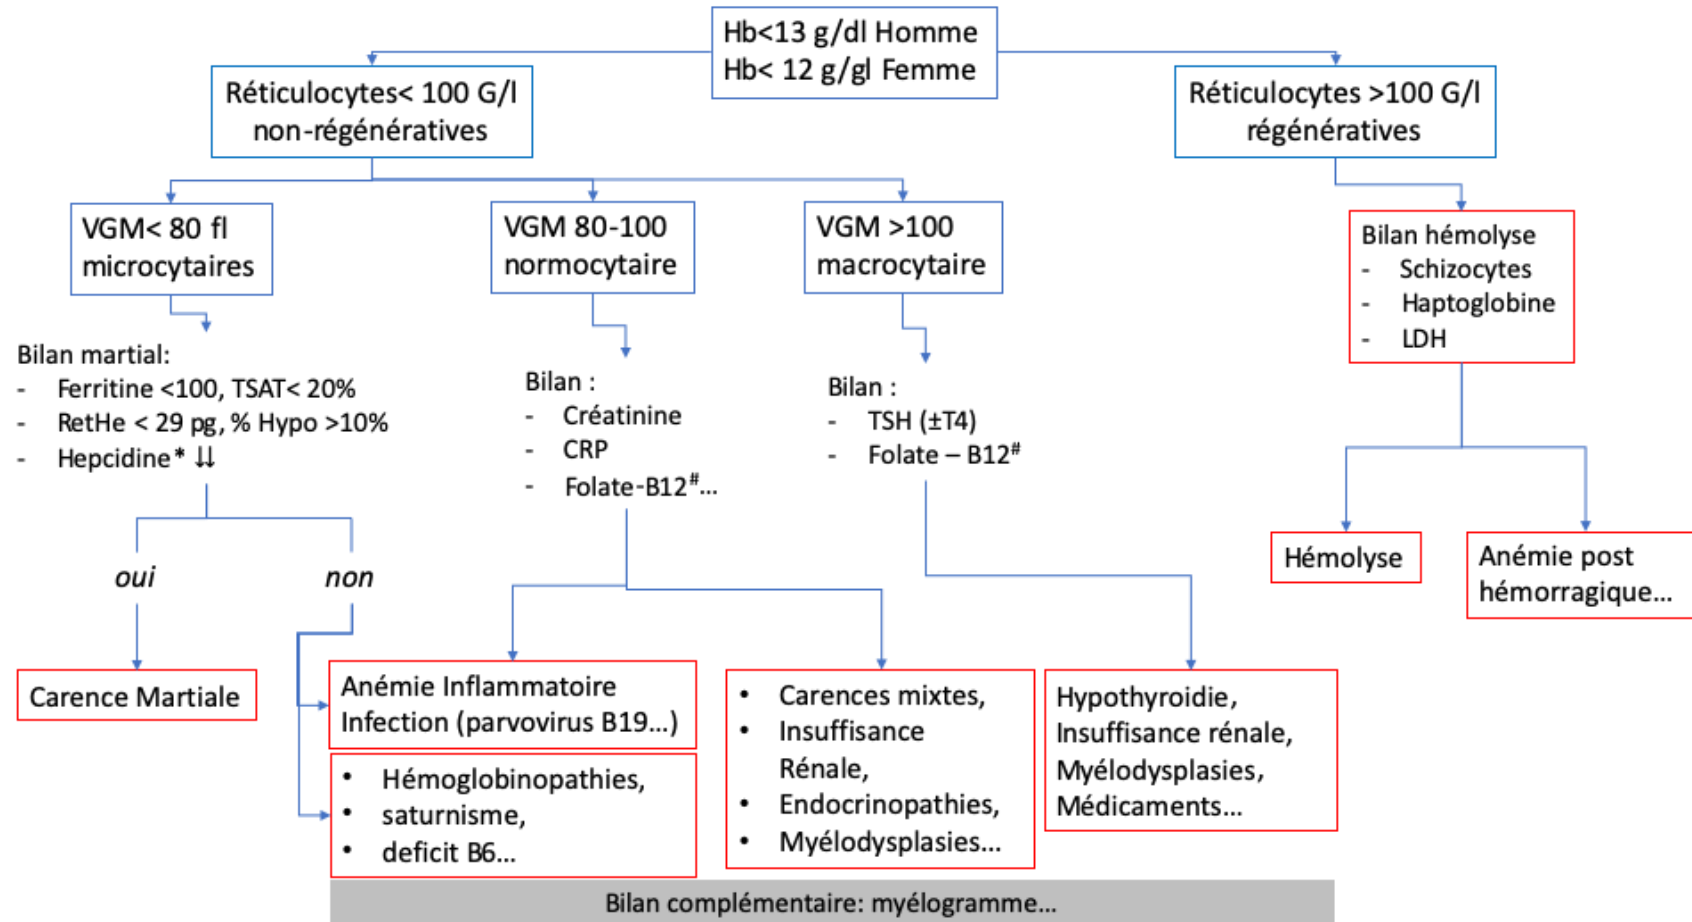 Hb<13 g/dl Homme
Hb< 12 g/gl Femme
Réticulocytes< 100 G/l
non-régénératives
Réticulocytes >100 G/l
régénératives
VGM< 80 fl
microcytaires
VGM 80-100
normocytaire
VGM >100
macrocytaire
Bilan hémolyse
- Schizocytes
- Haptoglobine
- LDH
Bilan martial:
- Ferritine <100, TSAT< 20%
- RetHe < 29 pg, % Hypo >10%
- Hepcidine* ↓↓
Bilan :
- Créatinine
- CRP
- Folate-B12#...
Bilan :
- TSH (±T4)
- Folate – B12#
oui
non
Hémolyse
Anémie post
hémorragique...
Carence Martiale
Anémie Inflammatoire
Infection (parvovirus B19...)
• Hémoglobinopathies,
• saturnisme,
• deficit B6...
• Carences mixtes,
• Insuffisance
Rénale,
• Endocrinopathies,
• Myélodysplasies...
Hypothyroidie,
Insuffisance rénale,
Myélodysplasies,
Médicaments...
Bilan complémentaire: myélogramme...